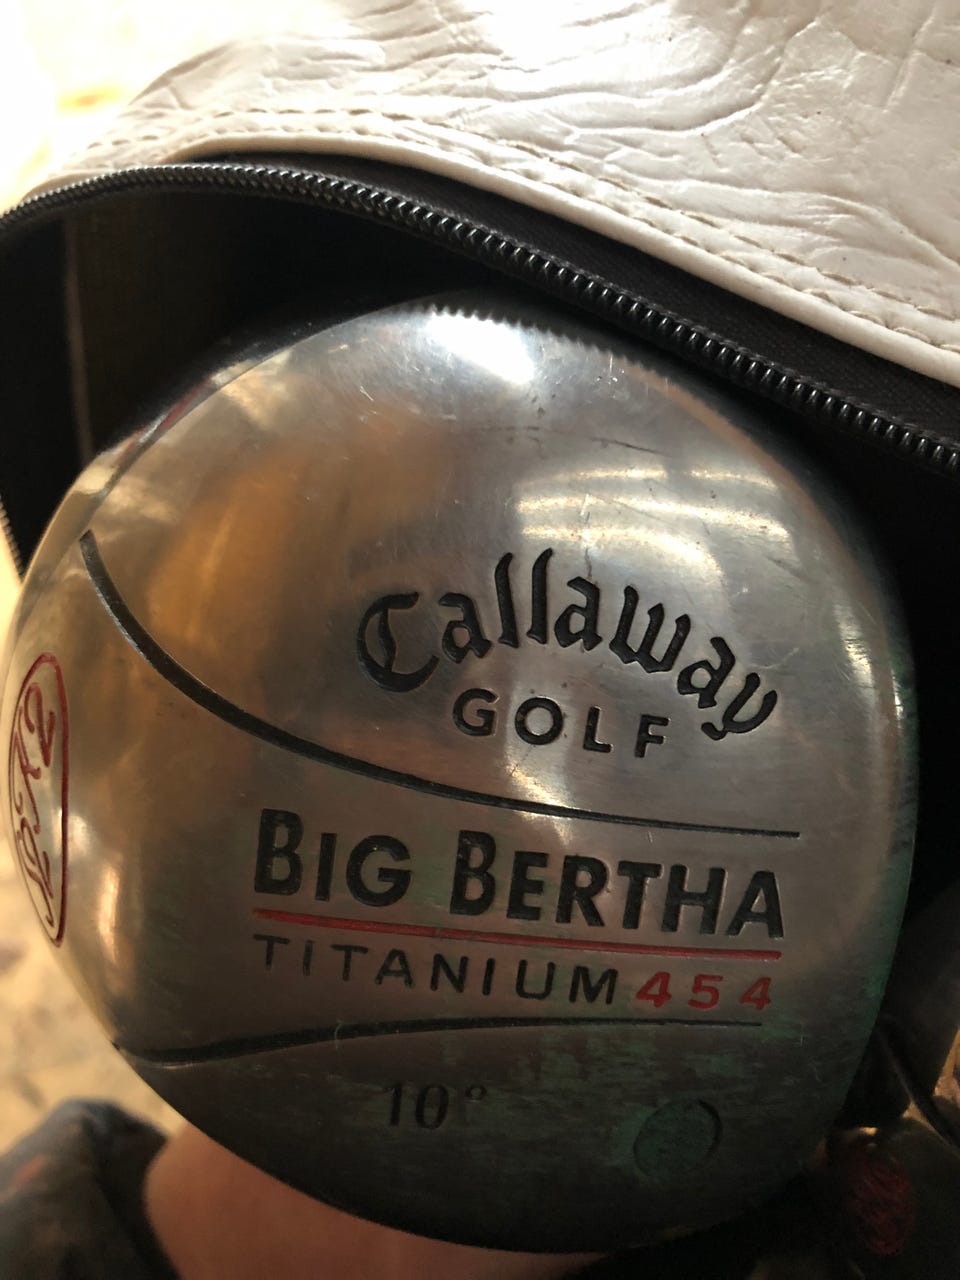 Callaway
GOLF
BIG BERTHA
TITANIUM 454
10°